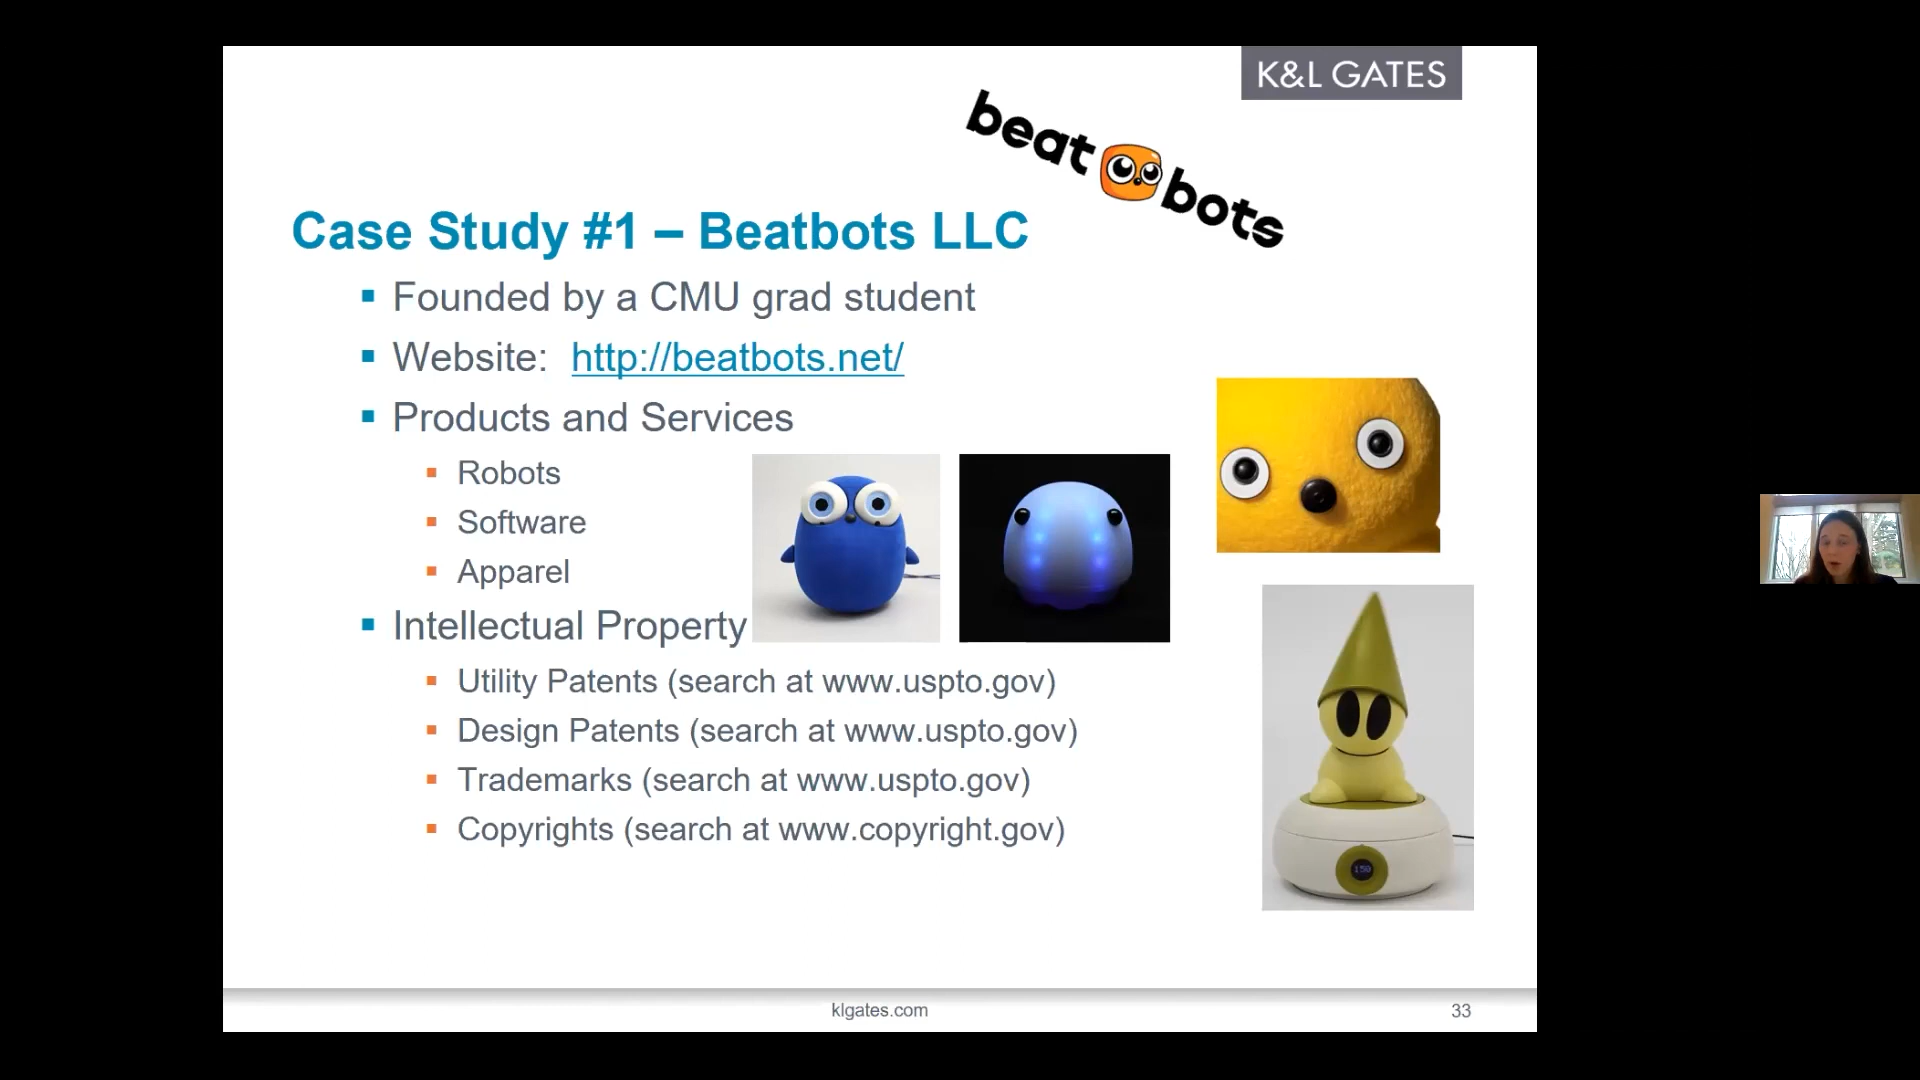 K&L GATES
beat bots
Case Study #1 – Beatbots LLC
▪ Founded by a CMU grad student
▪ Website: http://beatbots.net/
▪ Products and Services
▪ Robots
▪ Software
▪ Apparel
▪ Intellectual Property
▪ Utility Patents (search at www.uspto.gov)
▪ Design Patents (search at www.uspto.gov)
▪ Trademarks (search at www.uspto.gov)
▪ Copyrights (search at www.copyright.gov)
150
klgates.com
33